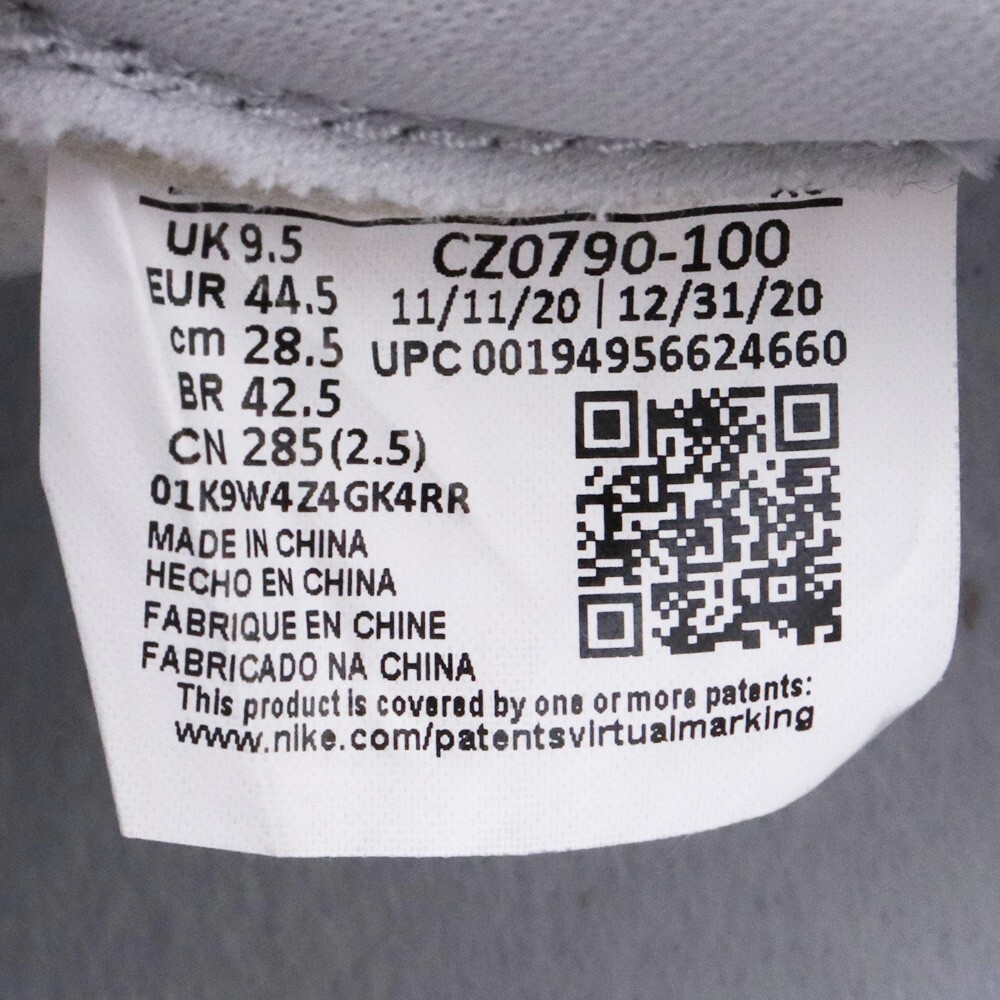 UK 9.5
CZ0790-100
EUR 44.5
11/11/20 | 12/31/20
cm 28.5
UPC 00194956624660
BR 42.5
CN 285(2.5)
01K9W4Z4GK4RR
MADE IN CHINA
HECHO EN CHINA
FABRIQUE EN CHINE
FABRICADO NA CHINA
This product is covered by one or more patents:
www.nike.com/patentsvirtualmarking